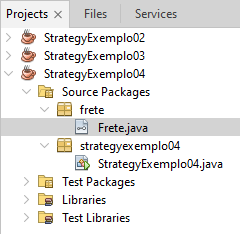 Projects × Files Services
StrategyExemplo02
StrategyExemplo03
StrategyExemplo04
Source Packages
frete
Frete.java
strategyexemplo04
StrategyExemplo04.java
Test Packages
Libraries
Test Libraries